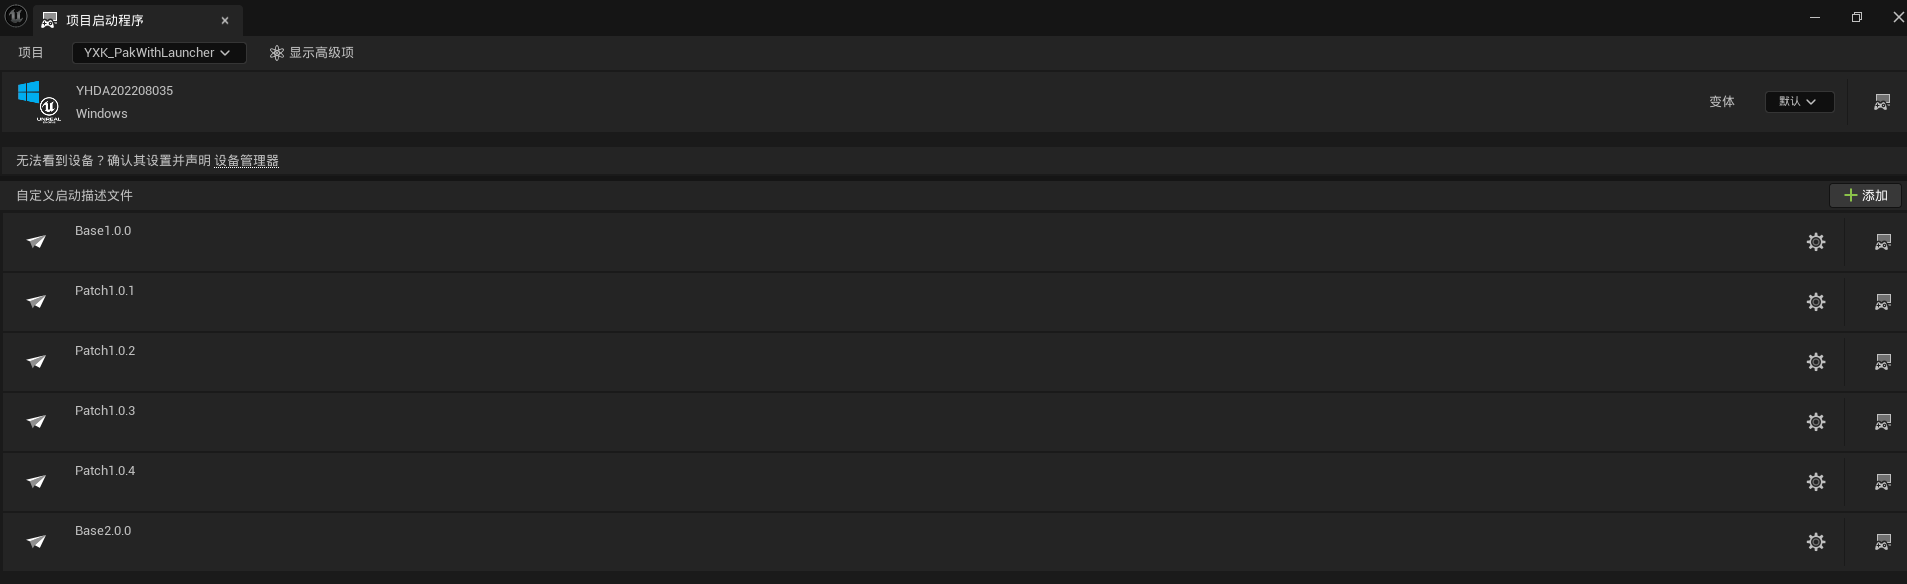 项目启动程序
项目 YXK_PakWithLauncher 显示高级项
YHDA202208035
Windows
UNREAL
变体 默认
无法看到设备？确认其设置并声明 设备管理器
自定义启动描述文件 添加
Base1.0.0
Patch1.0.1
Patch1.0.2
Patch1.0.3
Patch1.0.4
Base2.0.0